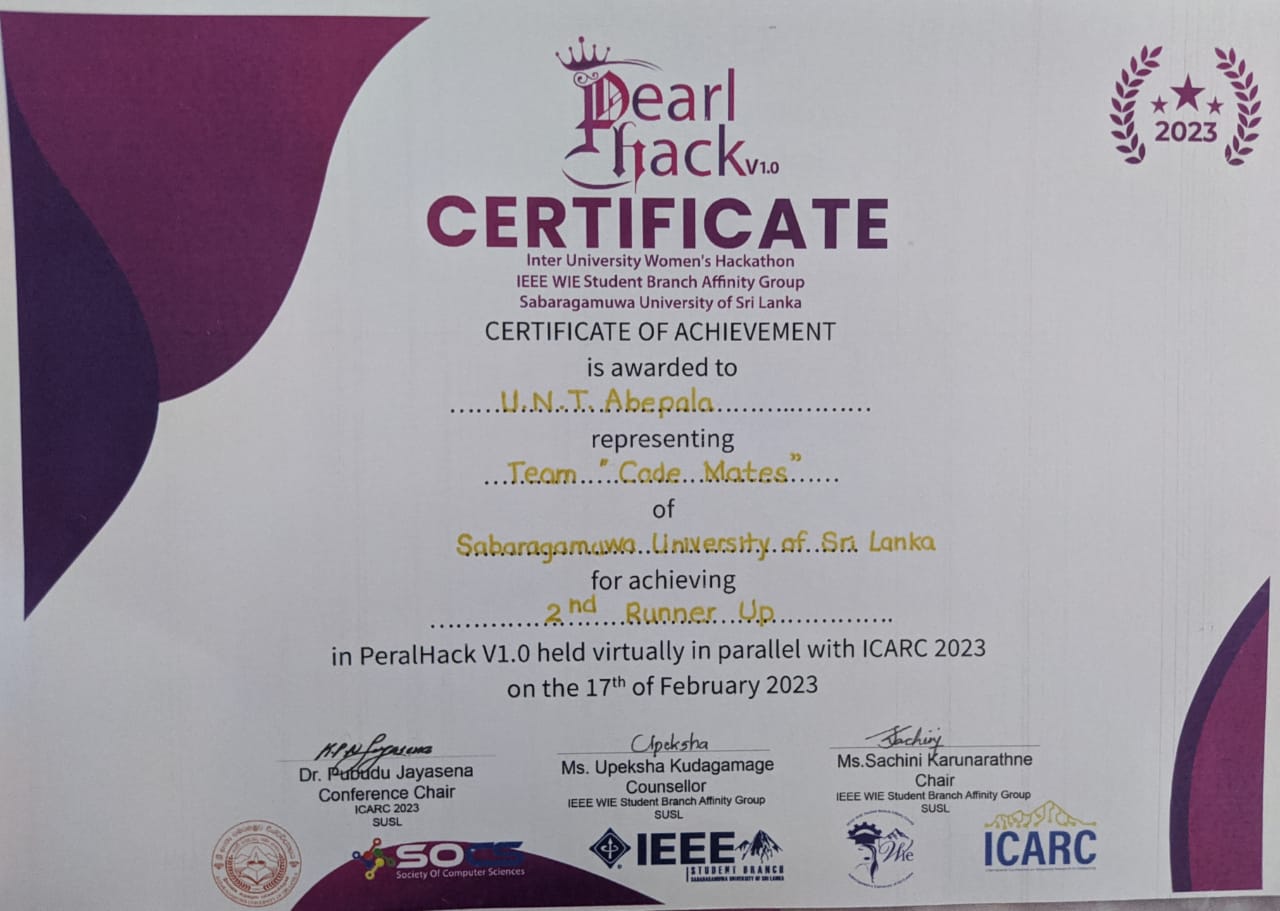 Pearl
hack V1.0
2023
CERTIFICATE
Inter University Women's Hackathon
IEEE WIE Student Branch Affinity Group
Sabaragamuwa University of Sri Lanka
CERTIFICATE OF ACHIEVEMENT
is awarded to
U.N.T. Abepala
representing
Team "Code Mates"
of
Sabaragamuwa University of Sri Lanka
for achieving
2nd Runner Up
in PeralHack V1.0 held virtually in parallel with ICARC 2023
on the 17th of February 2023
K.P.N Jayasena Upeksha Sachini
Dr. Pubudu Jayasena Ms. Upeksha Kudagamage Ms.Sachini Karunarathne
Conference Chair Counsellor Chair
ICARC 2023 IEEE WIE Student Branch Affinity Group IEEE WIE Student Branch Affinity Group
SUSL SUSL SUSL
SOCS IEEE Wie ICARC
Society Of Computer Sciences STUDENT BRANCH
SABARAGAMUWA UNIVERSITY OF SRI LANKA